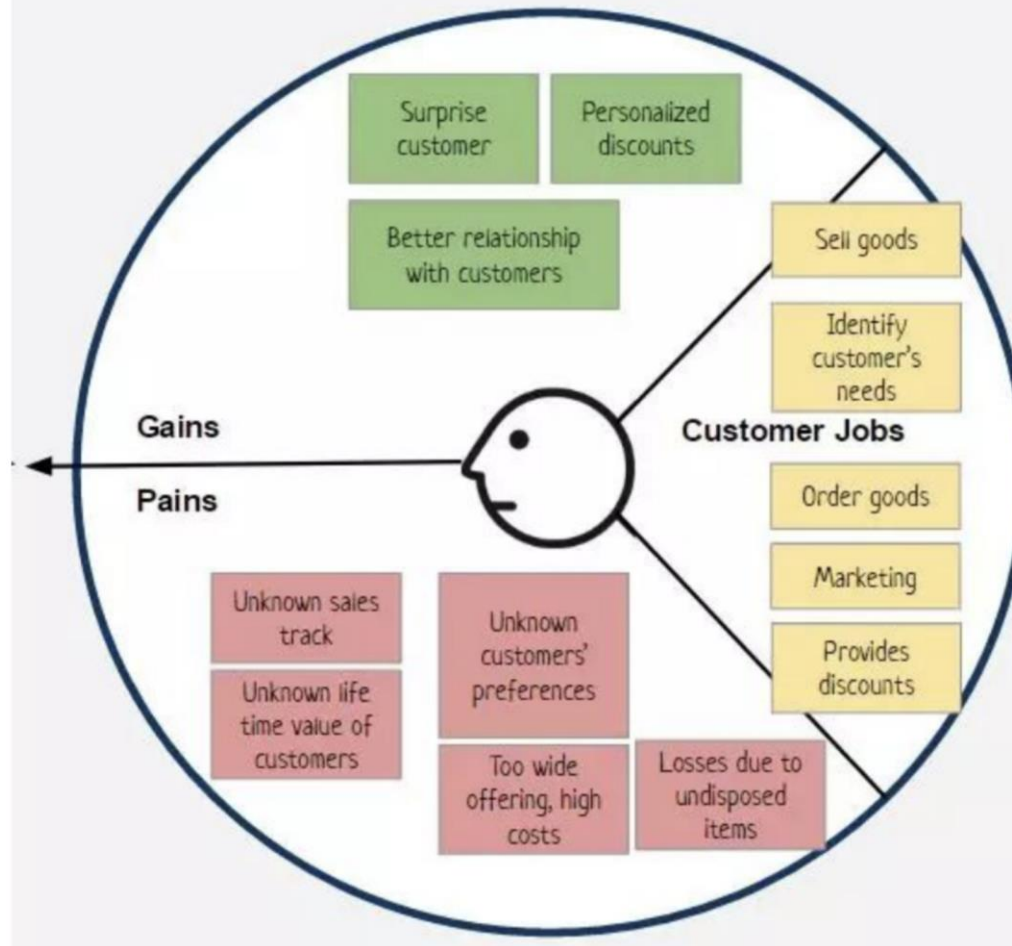 Surprise
customer
Personalized
discounts
Better relationship
with customers
Sell goods
Identify
customer's
needs
Gains
Customer Jobs
Pains
Order goods
Marketing
Provides
discounts
Unknown sales
track
Unknown life
time value of
customers
Unknown
customers'
preferences
Too wide
offering, high
costs
Losses due to
undisposed
items